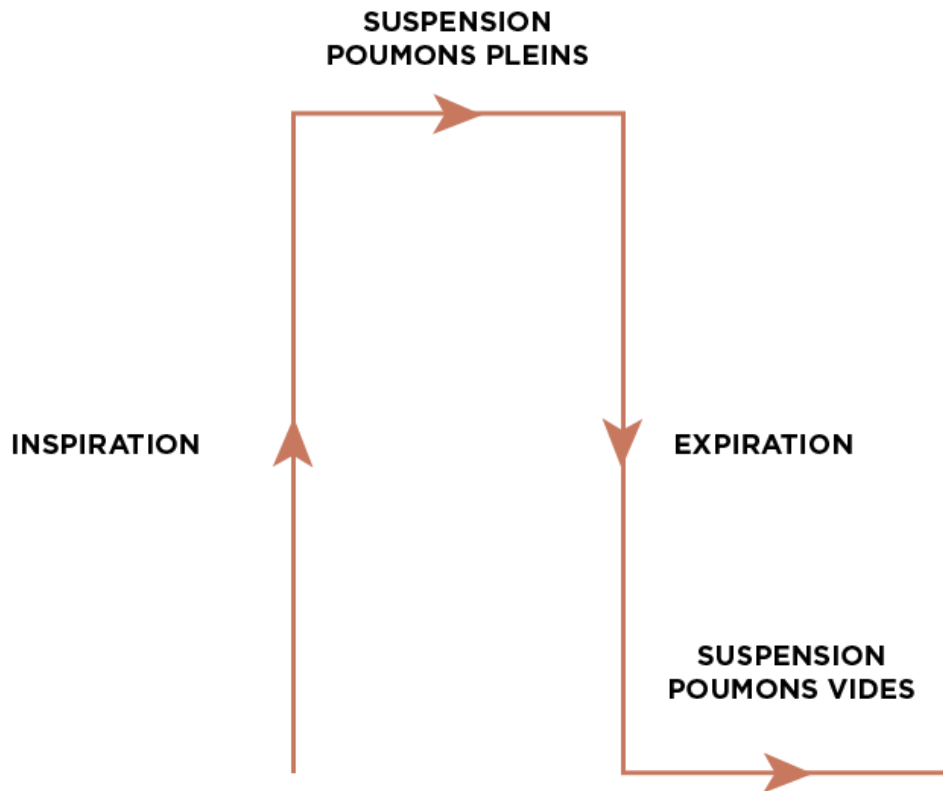 SUSPENSION
POUMONS PLEINS
INSPIRATION
EXPIRATION
SUSPENSION
POUMONS VIDES